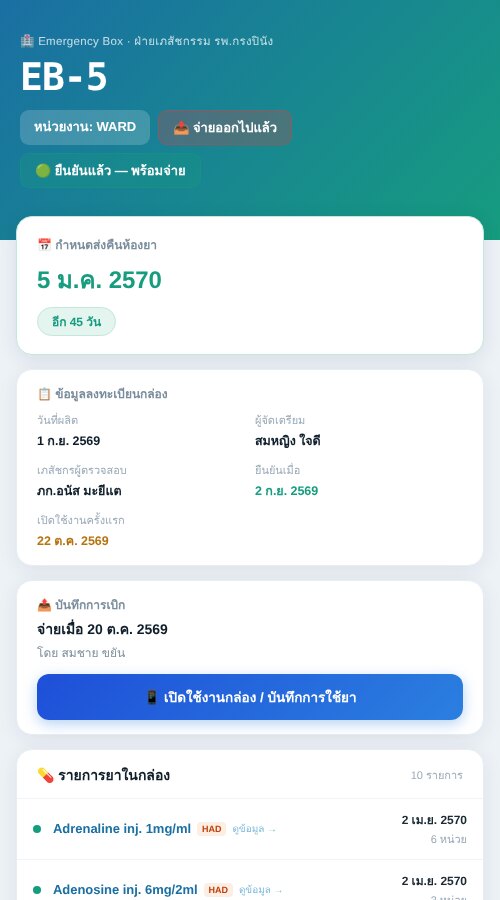 🏥 Emergency Box · ฝ่ายเภสัชกรรม รพ.กรงปินัง
EB-5
หน่วยงาน: WARD
📤 จ่ายออกไปแล้ว
🟢 ยืนยันแล้ว — พร้อมจ่าย
📅 กำหนดส่งคืนห้องยา
5 ม.ค. 2570
อีก 45 วัน
📋 ข้อมูลลงทะเบียนกล่อง
วันที่ผลิต
1 ก.ย. 2569
ผู้จัดเตรียม
สมหญิง ใจดี
เภสัชกรผู้ตรวจสอบ
ภก.อนัส มะยีแต
ยืนยันเมื่อ
2 ก.ย. 2569
เปิดใช้งานครั้งแรก
22 ต.ค. 2569
📤 บันทึกการเบิก
จ่ายเมื่อ 20 ต.ค. 2569
โดย สมชาย ขยัน
📱 เปิดใช้งานกล่อง / บันทึกการใช้ยา
💊 รายการยาในกล่อง
10 รายการ
Adrenaline inj. 1mg/ml HAD ดูข้อมูล →
2 เม.ย. 2570
6 หน่วย
Adenosine inj. 6mg/2ml HAD ดูข้อมูล →
2 เม.ย. 2570